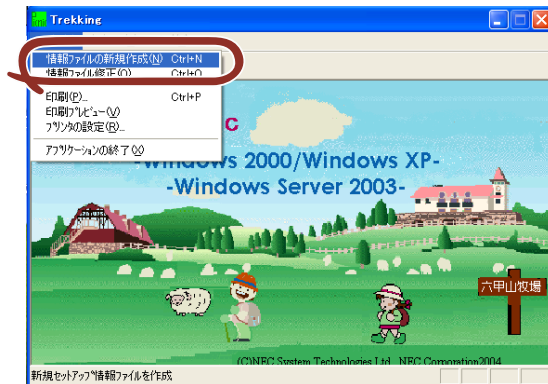 Trekking
情報ファイルの新規作成(N) Ctrl+N
情報ファイル修正(O) Ctrl+O
印刷(P)... Ctrl+P
印刷プレビュー(V)
プリンタの設定(R)...
アプリケーションの終了(X)
C
-Windows 2000/Windows XP-
-Windows Server 2003-
六甲山牧場
(C)NEC System Technologies Ltd. NEC Corporation2004
新規セットアップ情報ファイルを作成